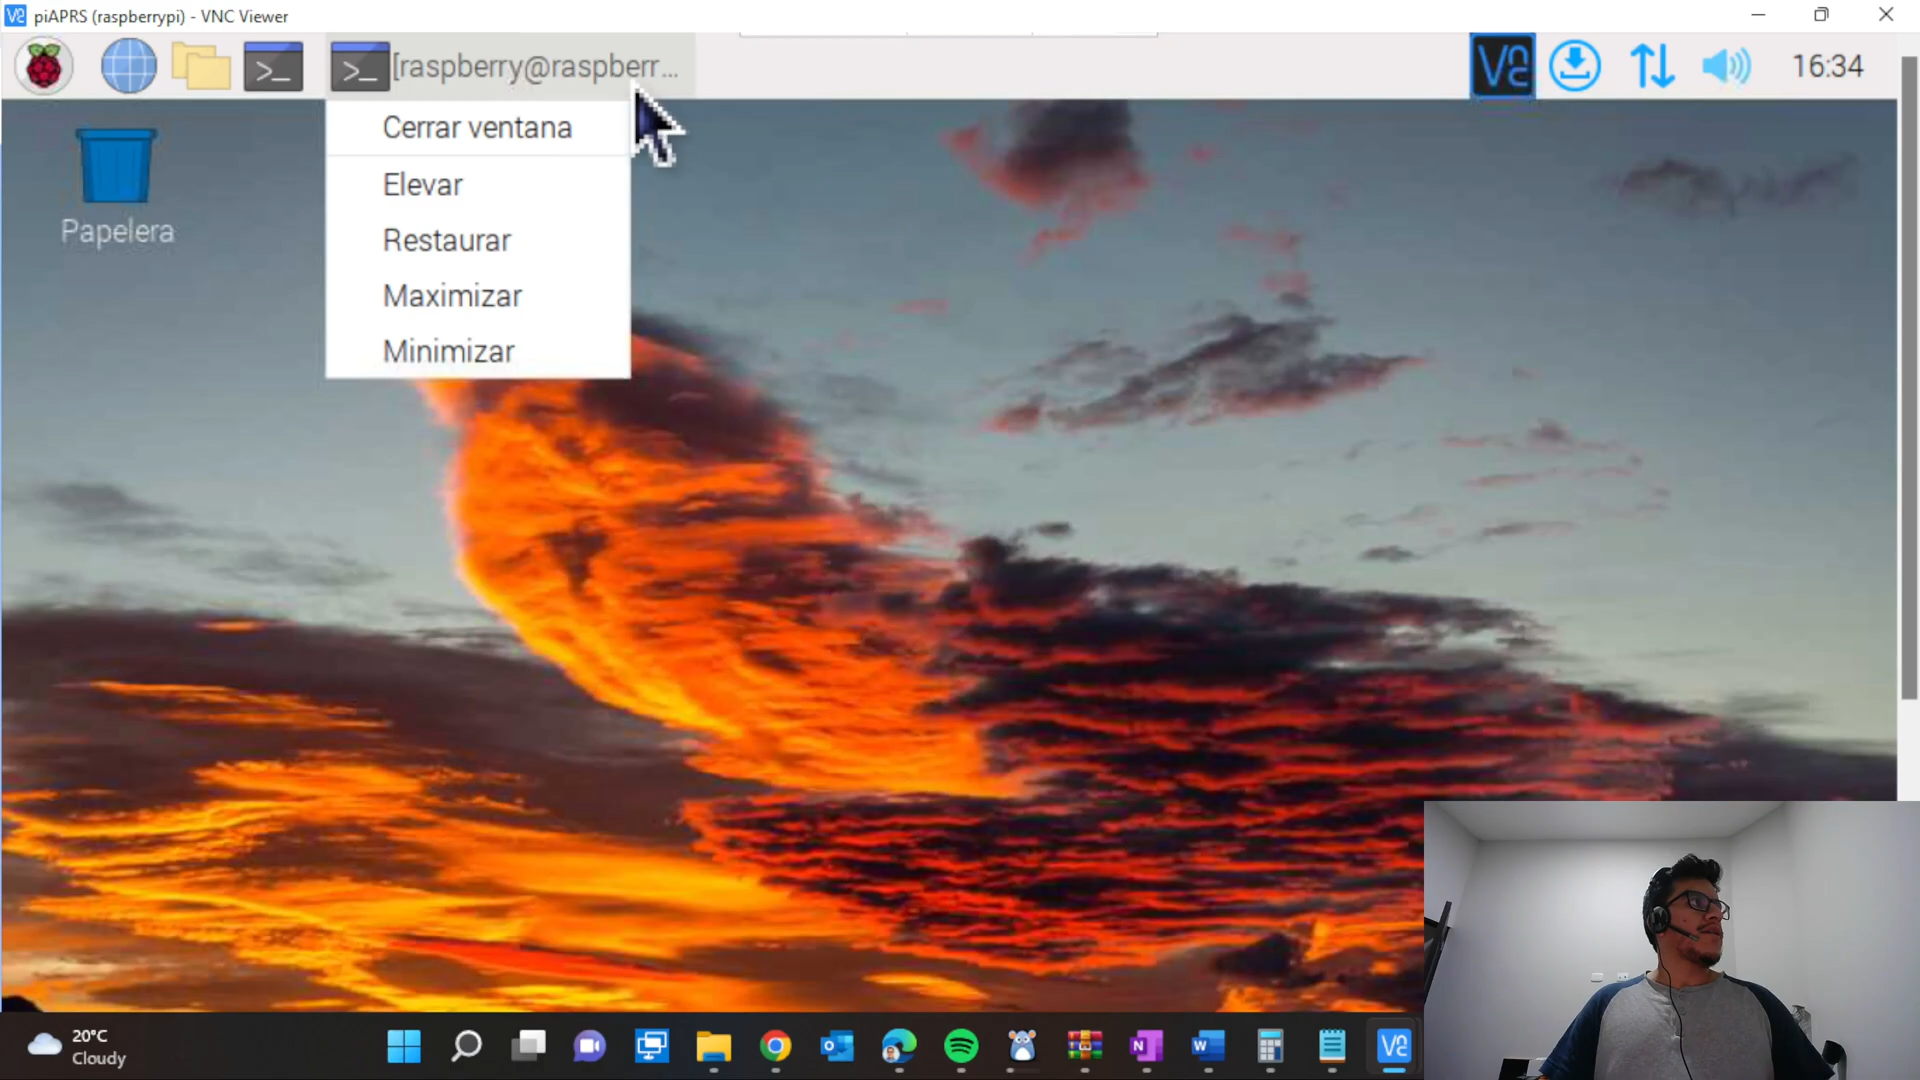 piAPRS (raspberrypi) - VNC Viewer
[raspberry@raspberr...
16:34
Cerrar ventana
Elevar
Restaurar
Maximizar
Minimizar
Papelera
20°C
Cloudy